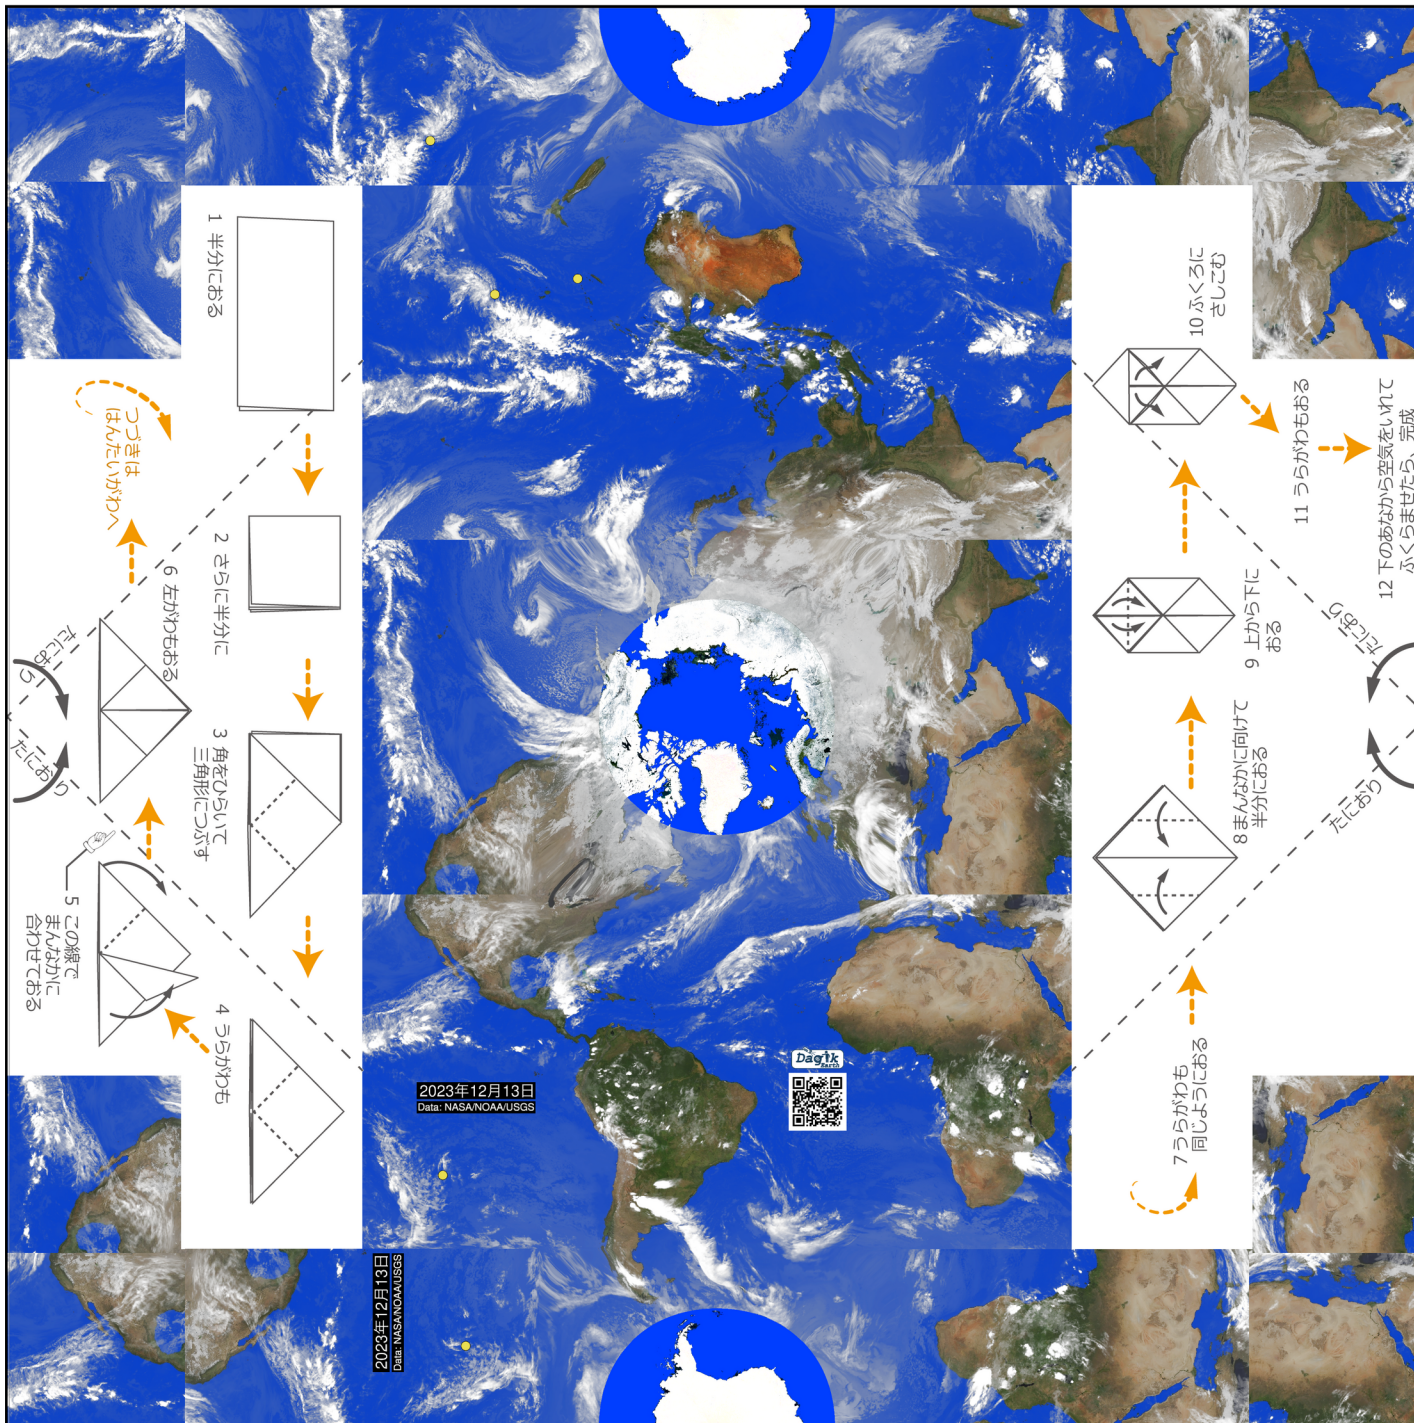 1 半分におる
2 さらに半分に
3 角をひらいて
三角形につぶす
4 うらがわも
5 この線で
まんなかに
合わせておる
6 左がわもおる
つづきは
はんたいがわへ
たにおり
たにおり
7 うらがわも
同じようにおる
8 まんなかに向けて
半分におる
9 上から下に
おる
10 ふくろに
さしこむ
11 うらがわもおる
12 下のあなから空気をいれて
ふくらませたら、完成
たにおり
たにおり
Dagik
Earth
2023年12月13日
Data: NASA/NOAA/USGS
2023年12月13日
Data: NASA/NOAA/USGS